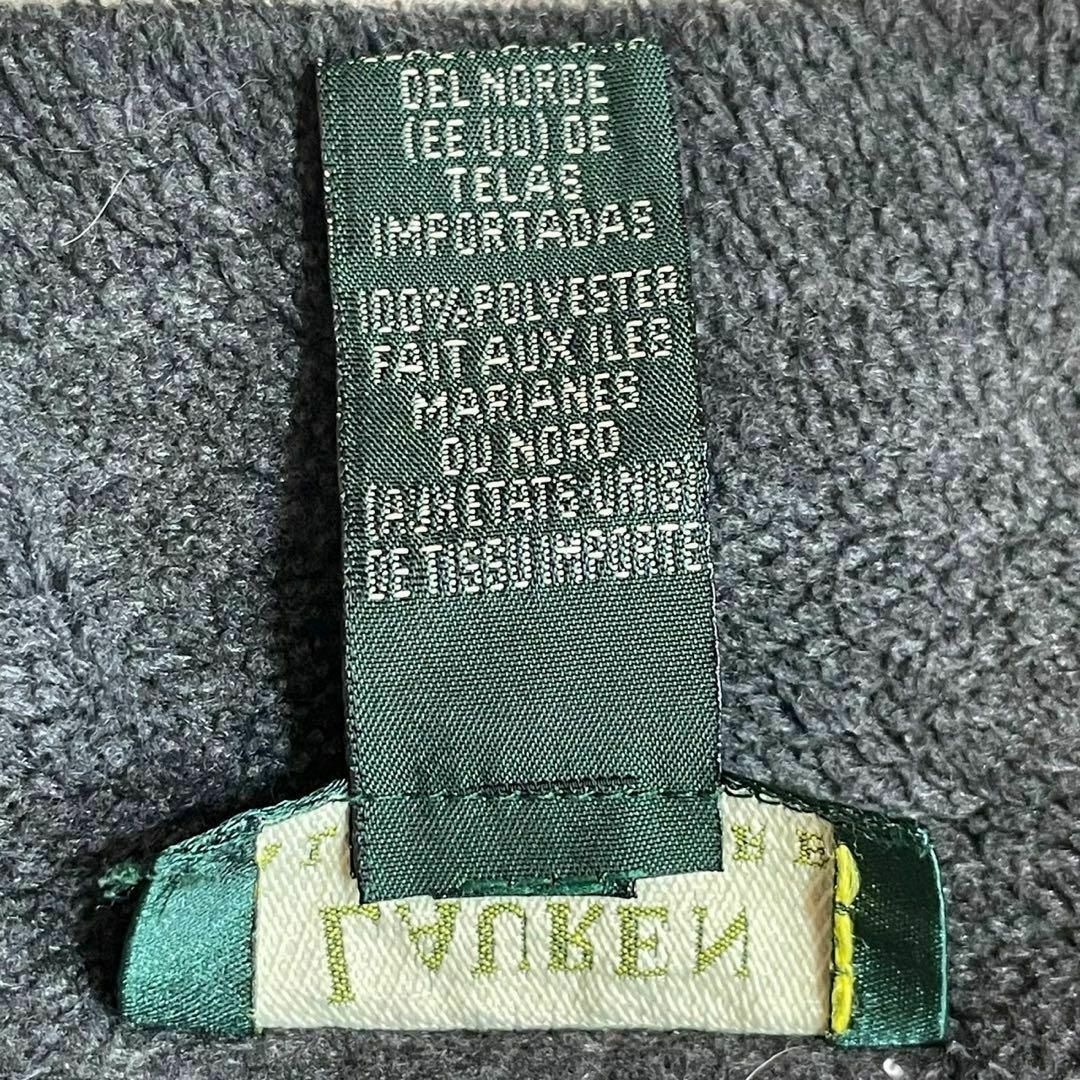 DEL NORDE
(EE UU) DE
TELAS
IMPORTADAS
100% POLYESTER
FAIT AUX ILES
MARIANES
DU NORD
(AUX ETATS UNIS)
DE TISSU IMPORTE
LAUREN